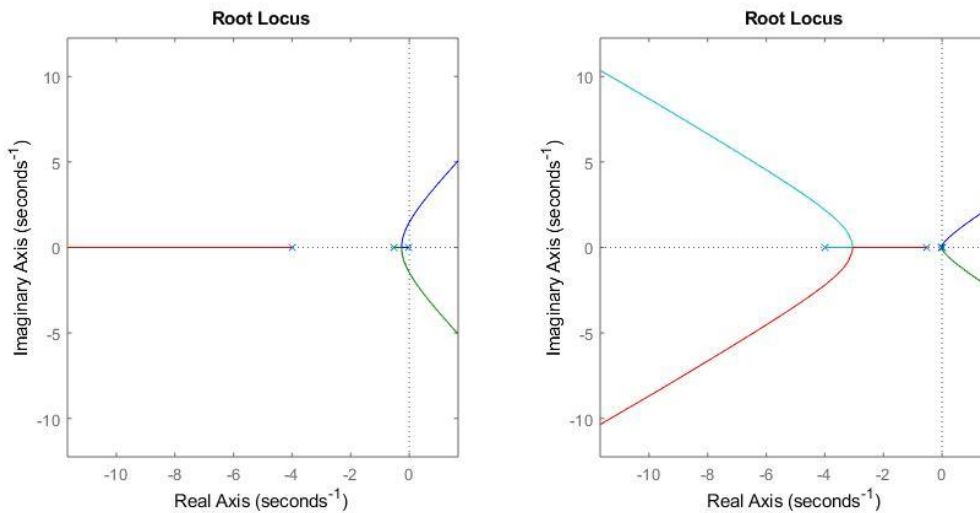 Root Locus
10
5
0
-5
-10
Imaginary Axis (seconds⁻¹)
-10 -8 -6 -4 -2 0
Real Axis (seconds⁻¹)
Root Locus
10
5
0
-5
-10
Imaginary Axis (seconds⁻¹)
-10 -8 -6 -4 -2 0
Real Axis (seconds⁻¹)